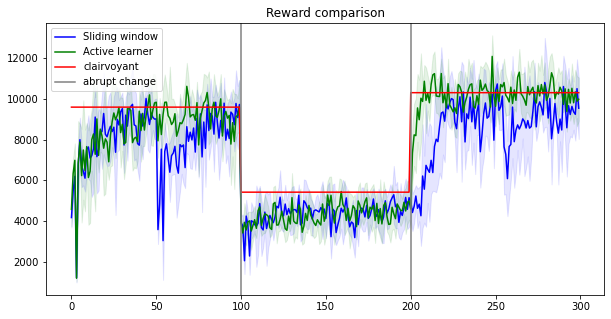 Reward comparison
Sliding window
Active learner
clairvoyant
abrupt change
12000
10000
8000
6000
4000
2000
0
50
100
150
200
250
300